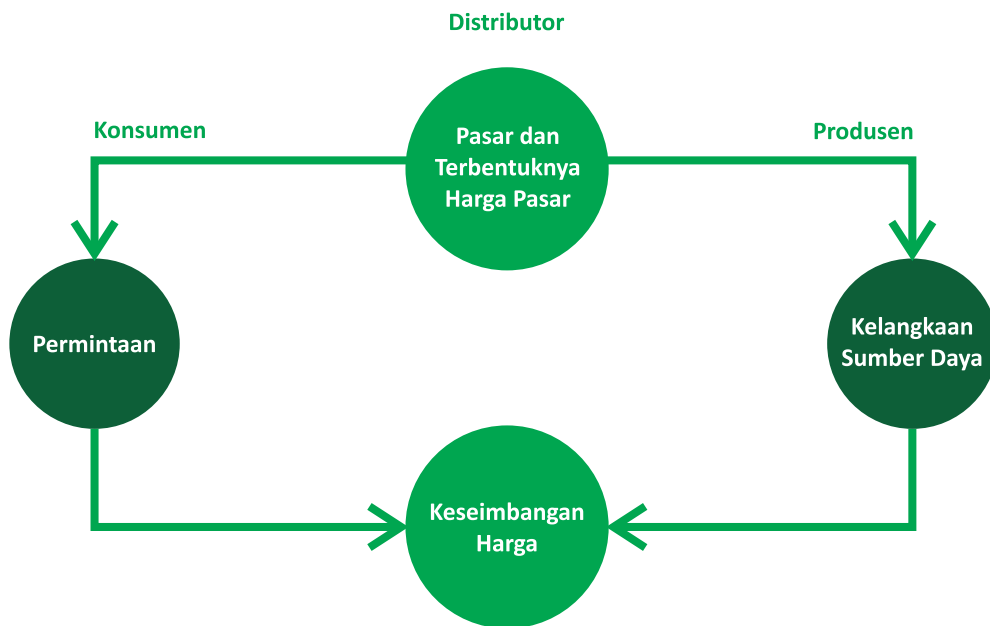 Distributor
Konsumen
Produsen
Pasar dan
Terbentuknya
Harga Pasar
Permintaan
Kelangkaan
Sumber Daya
Keseimbangan
Harga